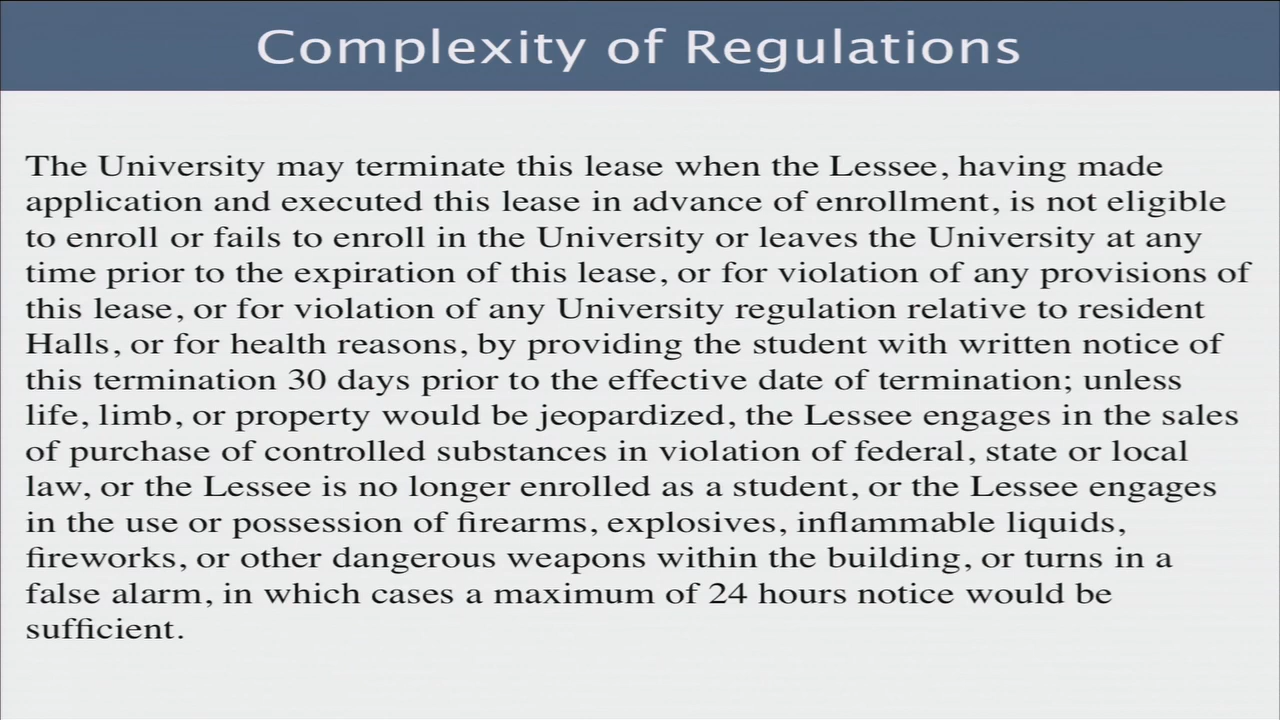 Complexity of Regulations
The University may terminate this lease when the Lessee, having made
application and executed this lease in advance of enrollment, is not eligible
to enroll or fails to enroll in the University or leaves the University at any
time prior to the expiration of this lease, or for violation of any provisions of
this lease, or for violation of any University regulation relative to resident
Halls, or for health reasons, by providing the student with written notice of
this termination 30 days prior to the effective date of termination; unless
life, limb, or property would be jeopardized, the Lessee engages in the sales
of purchase of controlled substances in violation of federal, state or local
law, or the Lessee is no longer enrolled as a student, or the Lessee engages
in the use or possession of firearms, explosives, inflammable liquids,
fireworks, or other dangerous weapons within the building, or turns in a
false alarm, in which cases a maximum of 24 hours notice would be
sufficient.